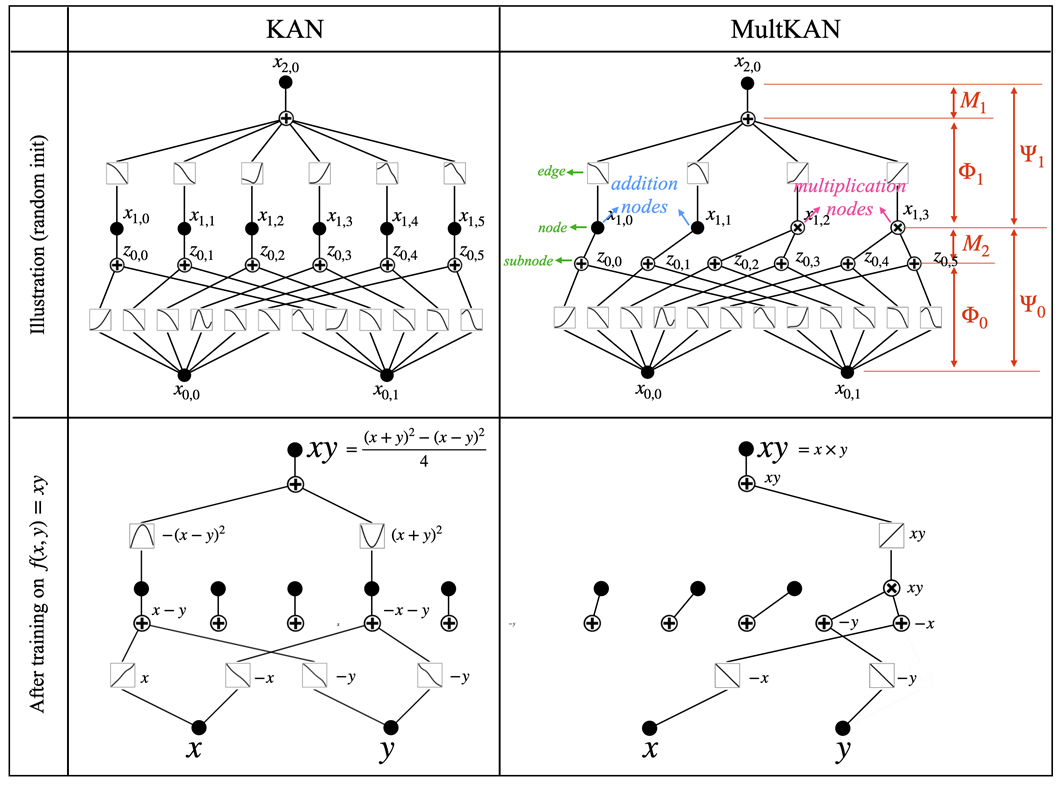 KAN
MultKAN
Illustration (random init)
x2,0
x1,0 x1,1 x1,2 x1,3 x1,4 x1,5
z0,0 z0,1 z0,2 z0,3 z0,4 z0,5
x0,0 x0,1
x2,0
M1
Ψ1
Φ1
edge
addition nodes
multiplication nodes
node
x1,0 x1,1 x1,2 x1,3
M2
subnode
z0,0 z0,1 z0,2 z0,3 z0,4 z0,5
Φ0
Ψ0
x0,0 x0,1
After training on f(x, y) = xy
xy = (x + y)² − (x − y)² / 4
−(x − y)² (x + y)²
x − y −x − y
x −x −y −y
x y
xy = x × y
xy
xy
xy
−y −x
−x −y
x y